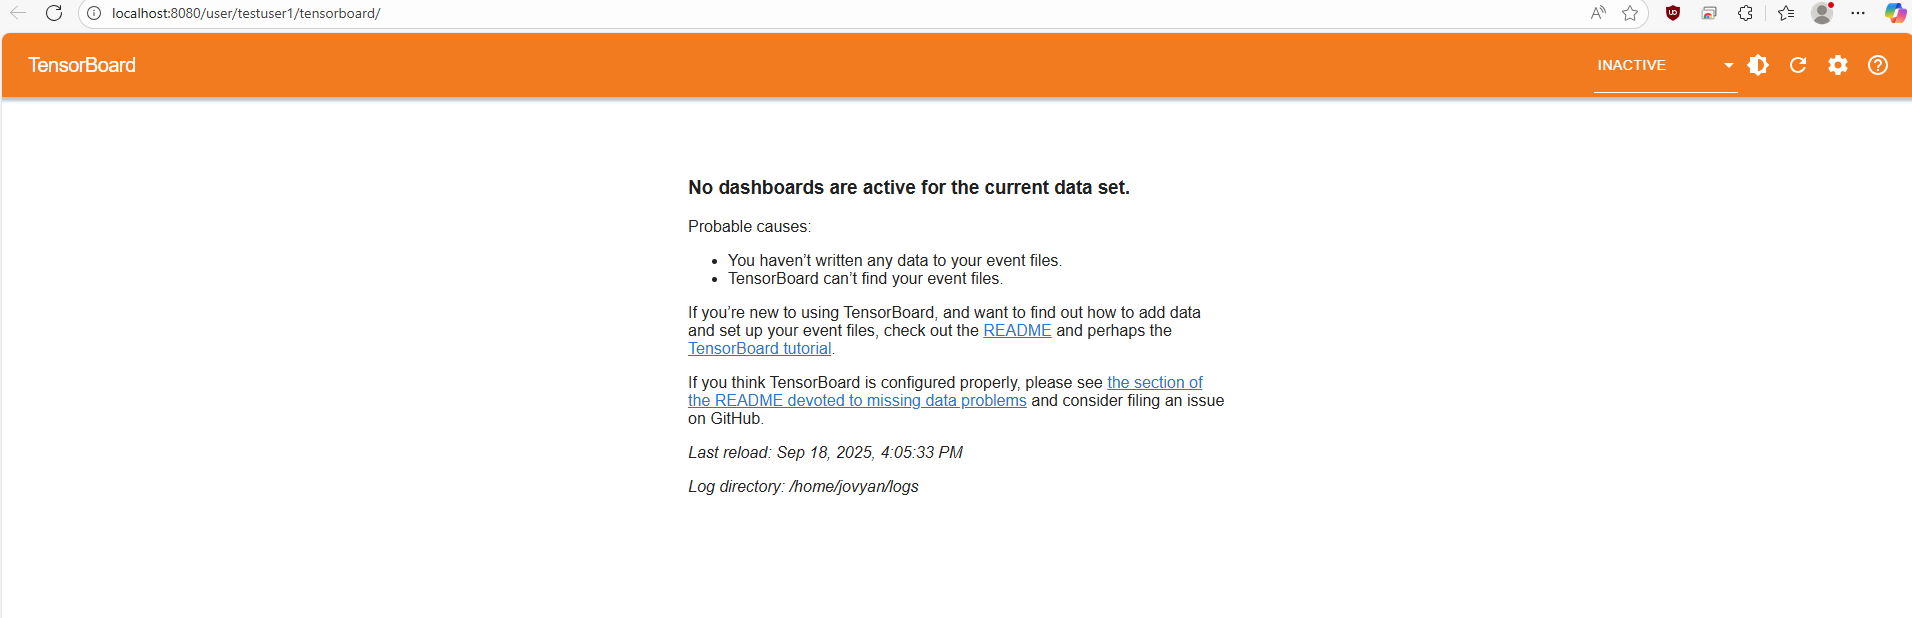 localhost:8080/user/testuser1/tensorboard/
TensorBoard
INACTIVE
No dashboards are active for the current data set.
Probable causes:
• You haven’t written any data to your event files.
• TensorBoard can’t find your event files.
If you’re new to using TensorBoard, and want to find out how to add data
and set up your event files, check out the README and perhaps the
TensorBoard tutorial.
If you think TensorBoard is configured properly, please see the section of
the README devoted to missing data problems and consider filing an issue
on GitHub.
Last reload: Sep 18, 2025, 4:05:33 PM
Log directory: /home/jovyan/logs